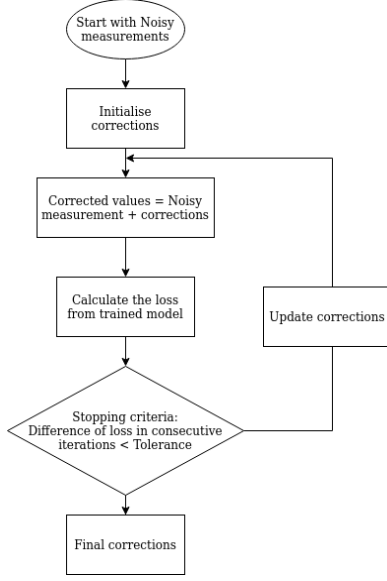 Start with Noisy
measurements
Initialise
corrections
Corrected values = Noisy
measurement + corrections
Calculate the loss
from trained model
Update corrections
Stopping criteria:
Difference of loss in consecutive
iterations < Tolerance
Final corrections